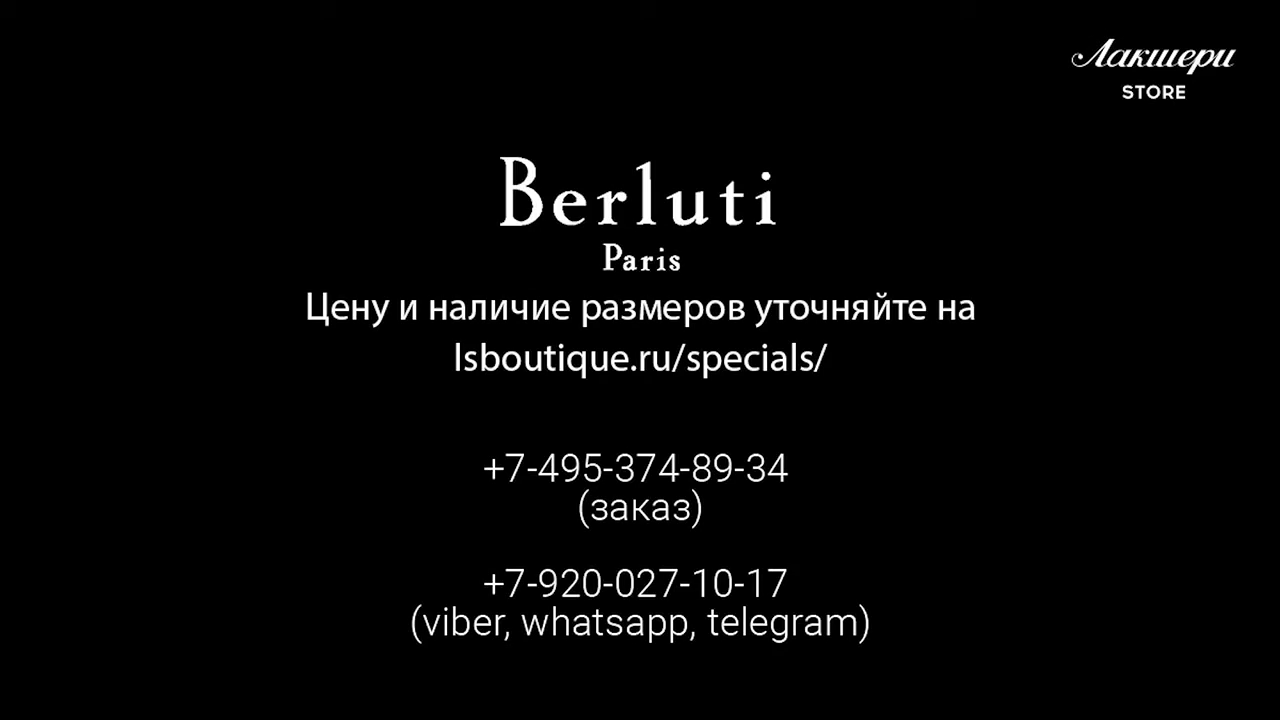 Лакшери
STORE
Berluti
Paris
Цену и наличие размеров уточняйте на
lsboutique.ru/specials/
+7-495-374-89-34
(заказ)
+7-920-027-10-17
(viber, whatsapp, telegram)